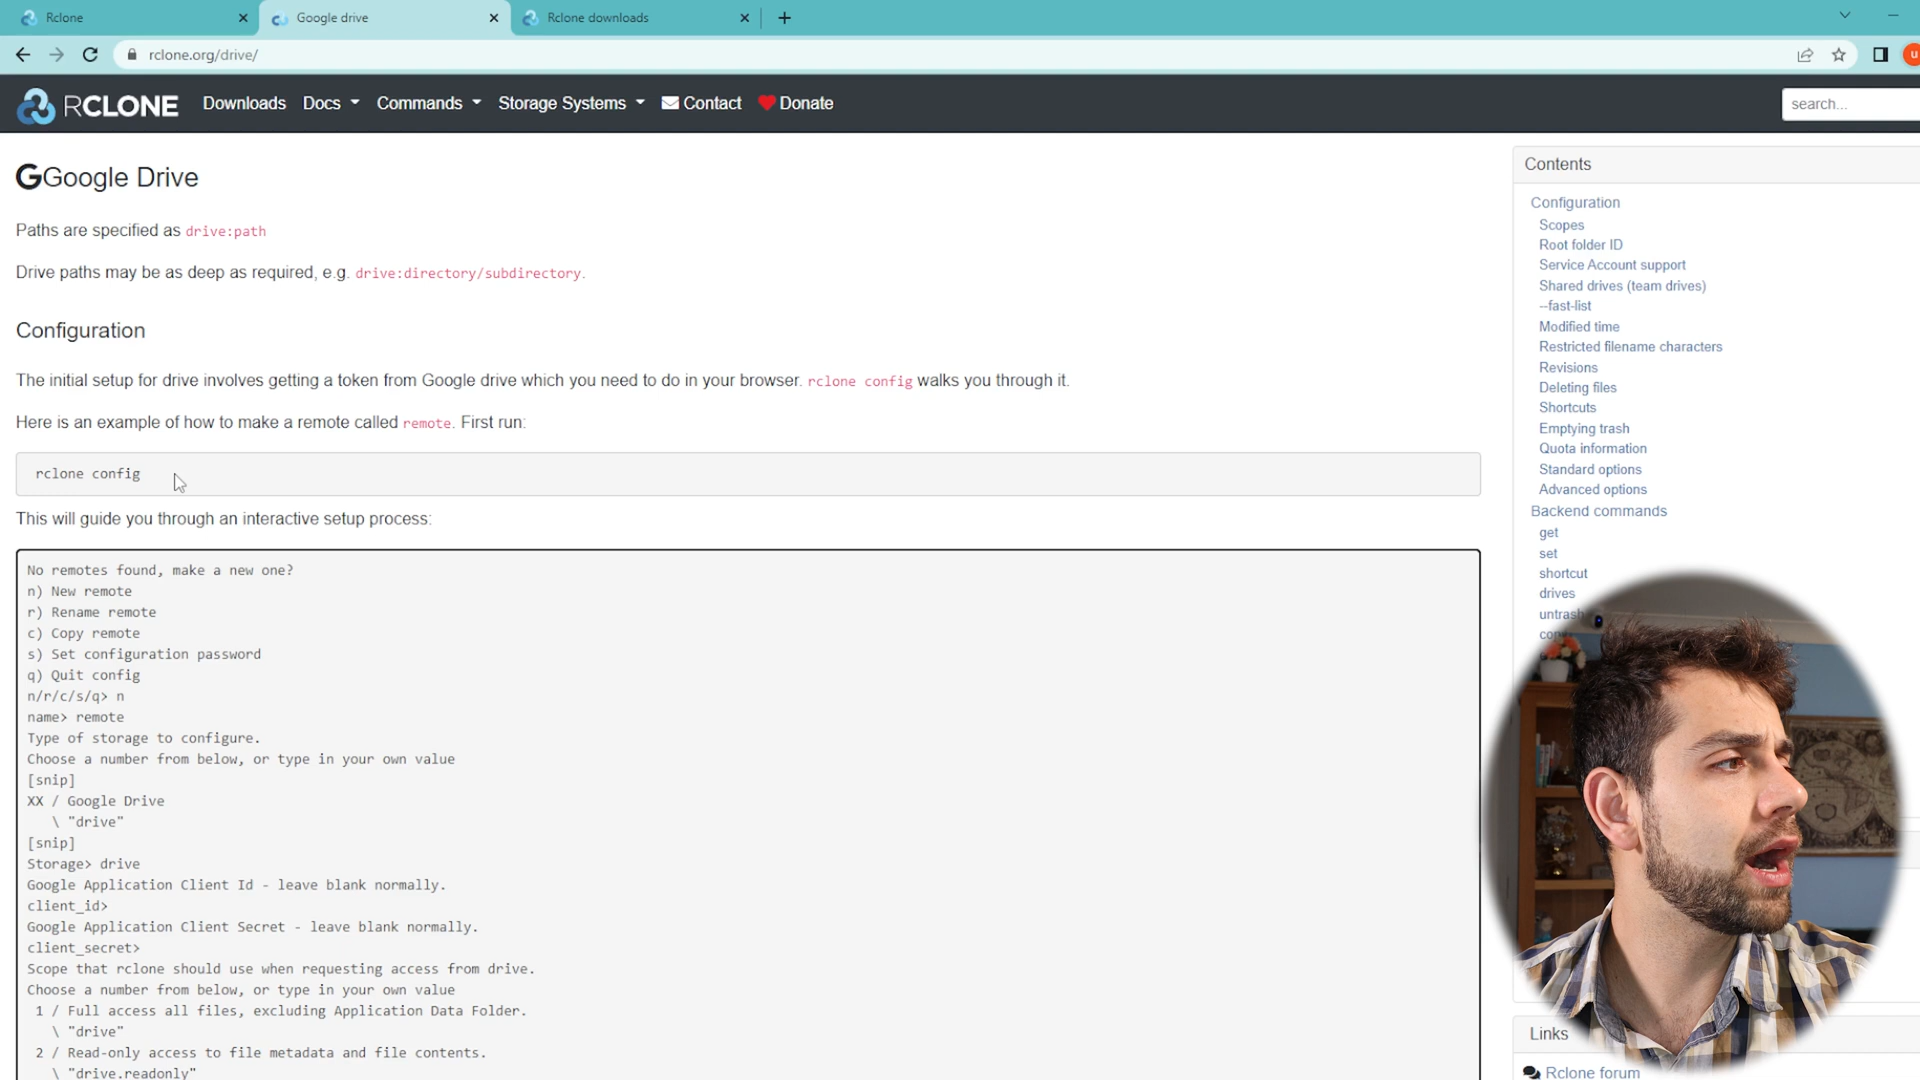 Rclone
Google drive
Rclone downloads
rclone.org/drive/
u
RCLONE
Downloads
Docs
Commands
Storage Systems
Contact
Donate
search...
Google Drive
Paths are specified as drive:path
Drive paths may be as deep as required, e.g. drive:directory/subdirectory.
Configuration
The initial setup for drive involves getting a token from Google drive which you need to do in your browser. rclone config walks you through it.
Here is an example of how to make a remote called remote. First run:
rclone config
This will guide you through an interactive setup process:
No remotes found, make a new one?
n) New remote
r) Rename remote
c) Copy remote
s) Set configuration password
q) Quit config
n/r/c/s/q> n
name> remote
Type of storage to configure.
Choose a number from below, or type in your own value
[snip]
XX / Google Drive
\ "drive"
[snip]
Storage> drive
Google Application Client Id - leave blank normally.
client_id>
Google Application Client Secret - leave blank normally.
client_secret>
Scope that rclone should use when requesting access from drive.
Choose a number from below, or type in your own value
1 / Full access all files, excluding Application Data Folder.
\ "drive"
2 / Read-only access to file metadata and file contents.
\ "drive.readonly"
Contents
Configuration
Scopes
Root folder ID
Service Account support
Shared drives (team drives)
--fast-list
Modified time
Restricted filename characters
Revisions
Deleting files
Shortcuts
Emptying trash
Quota information
Standard options
Advanced options
Backend commands
get
set
shortcut
drives
Links
Rclone forum